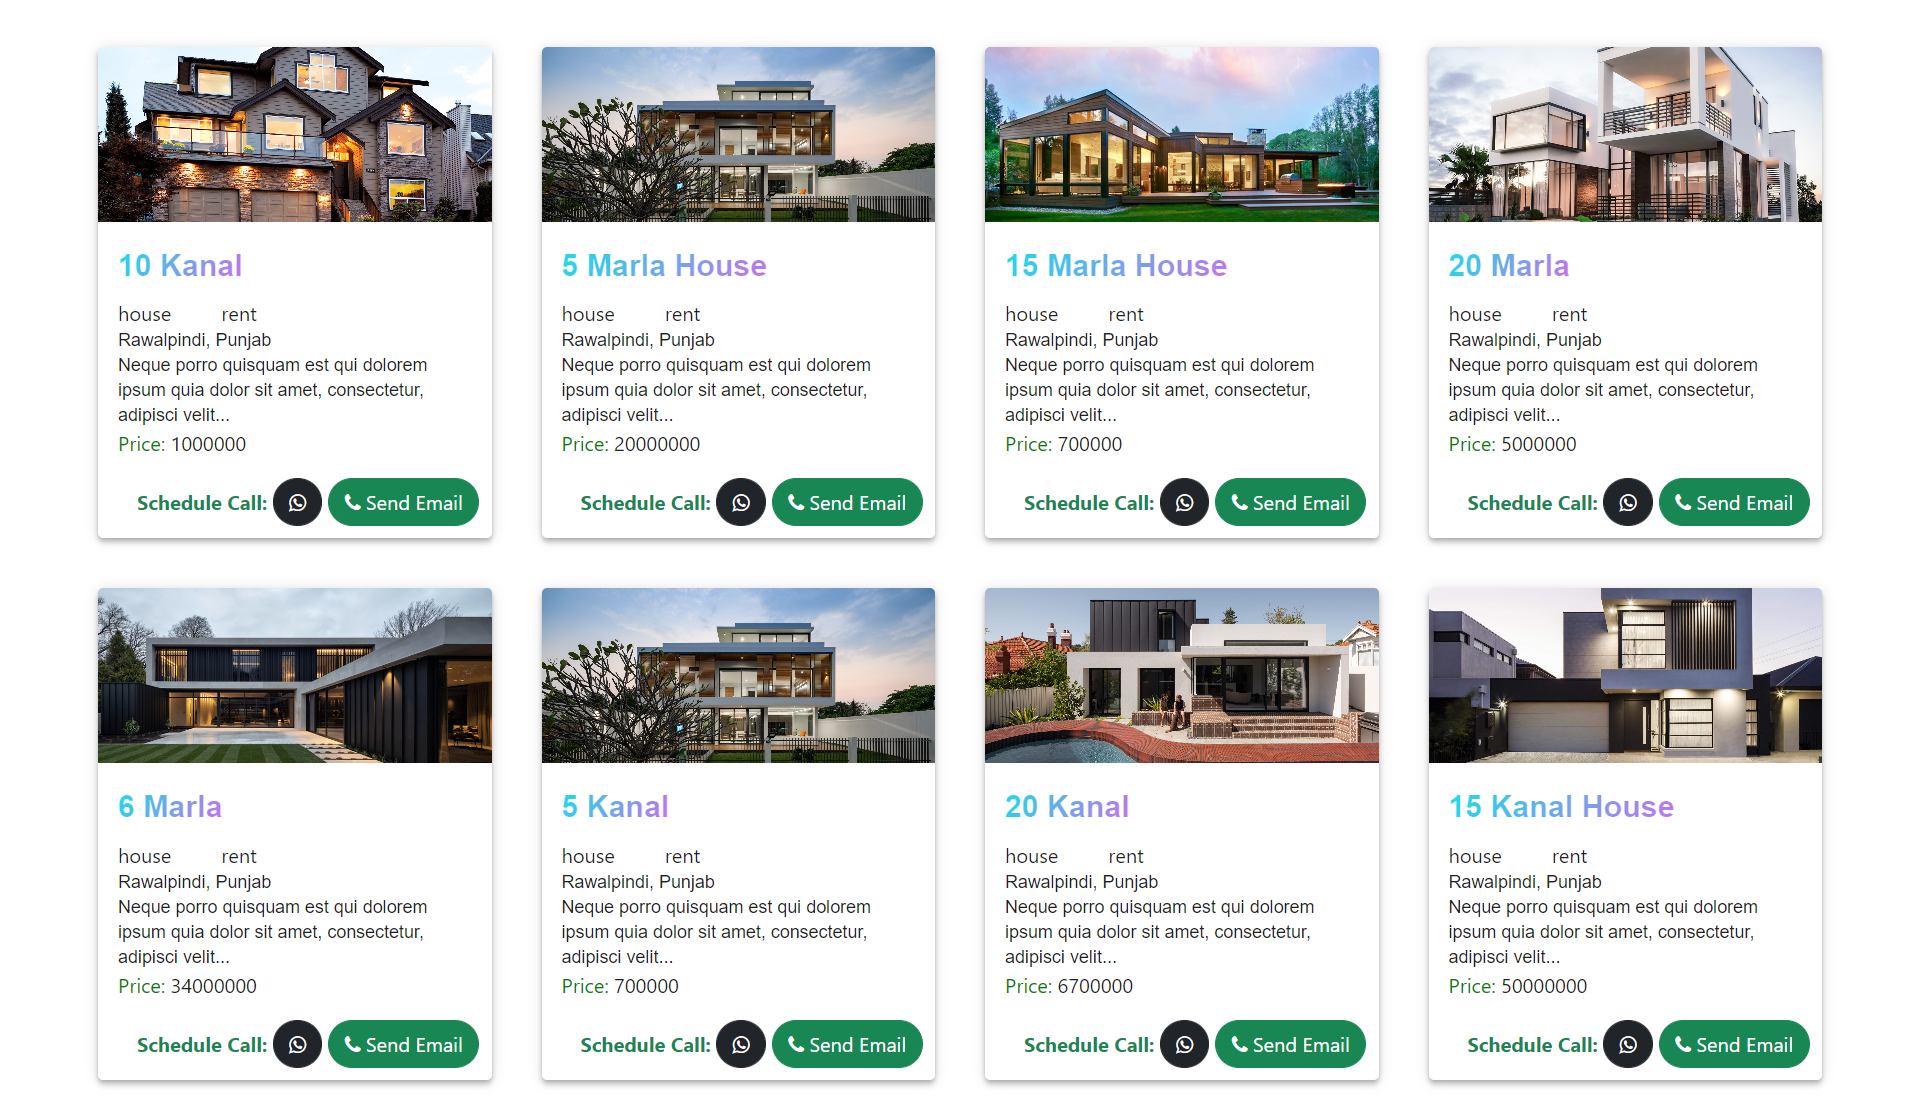 10 Kanal
house rent
Rawalpindi, Punjab
Neque porro quisquam est qui dolorem
ipsum quia dolor sit amet, consectetur,
adipisci velit...
Price: 1000000
Schedule Call: Send Email
5 Marla House
house rent
Rawalpindi, Punjab
Neque porro quisquam est qui dolorem
ipsum quia dolor sit amet, consectetur,
adipisci velit...
Price: 20000000
Schedule Call: Send Email
15 Marla House
house rent
Rawalpindi, Punjab
Neque porro quisquam est qui dolorem
ipsum quia dolor sit amet, consectetur,
adipisci velit...
Price: 700000
Schedule Call: Send Email
20 Marla
house rent
Rawalpindi, Punjab
Neque porro quisquam est qui dolorem
ipsum quia dolor sit amet, consectetur,
adipisci velit...
Price: 5000000
Schedule Call: Send Email
6 Marla
house rent
Rawalpindi, Punjab
Neque porro quisquam est qui dolorem
ipsum quia dolor sit amet, consectetur,
adipisci velit...
Price: 34000000
Schedule Call: Send Email
5 Kanal
house rent
Rawalpindi, Punjab
Neque porro quisquam est qui dolorem
ipsum quia dolor sit amet, consectetur,
adipisci velit...
Price: 700000
Schedule Call: Send Email
20 Kanal
house rent
Rawalpindi, Punjab
Neque porro quisquam est qui dolorem
ipsum quia dolor sit amet, consectetur,
adipisci velit...
Price: 6700000
Schedule Call: Send Email
15 Kanal House
house rent
Rawalpindi, Punjab
Neque porro quisquam est qui dolorem
ipsum quia dolor sit amet, consectetur,
adipisci velit...
Price: 50000000
Schedule Call: Send Email